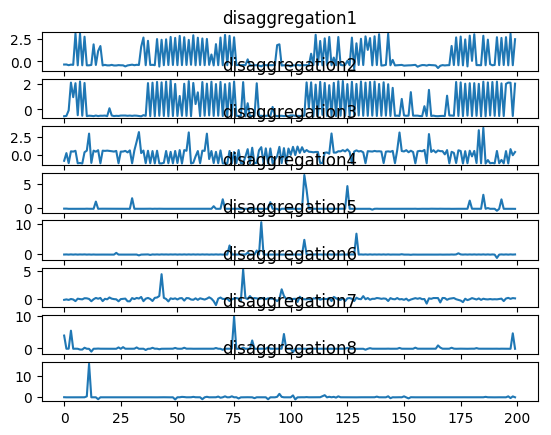 disaggregation1
2.5
0.0
disaggregation2
2
0
disaggregation3
2.5
0.0
disaggregation4
5
0
disaggregation5
10
0
disaggregation6
5
0
disaggregation7
10
0
disaggregation8
10
0
0 25 50 75 100 125 150 175 200